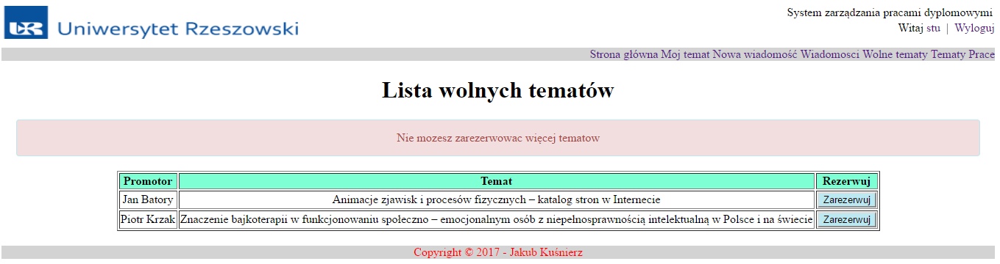 UR Uniwersytet Rzeszowski
System zarządzania pracami dyplomowymi
Witaj stu | Wyloguj
Strona główna Moj temat Nowa wiadomość Wiadomosci Wolne tematy Tematy Prace
Lista wolnych tematów
Nie mozesz zarezerwowac więcej tematow
Promotor Temat Rezerwuj
Jan Batory Animacje zjawisk i procesów fizycznych – katalog stron w Internecie Zarezerwuj
Piotr Krzak Znaczenie bajkoterapii w funkcjonowaniu społeczno – emocjonalnym osób z niepełnosprawnością intelektualną w Polsce i na świecie Zarezerwuj
Copyright © 2017 - Jakub Kuśnierz